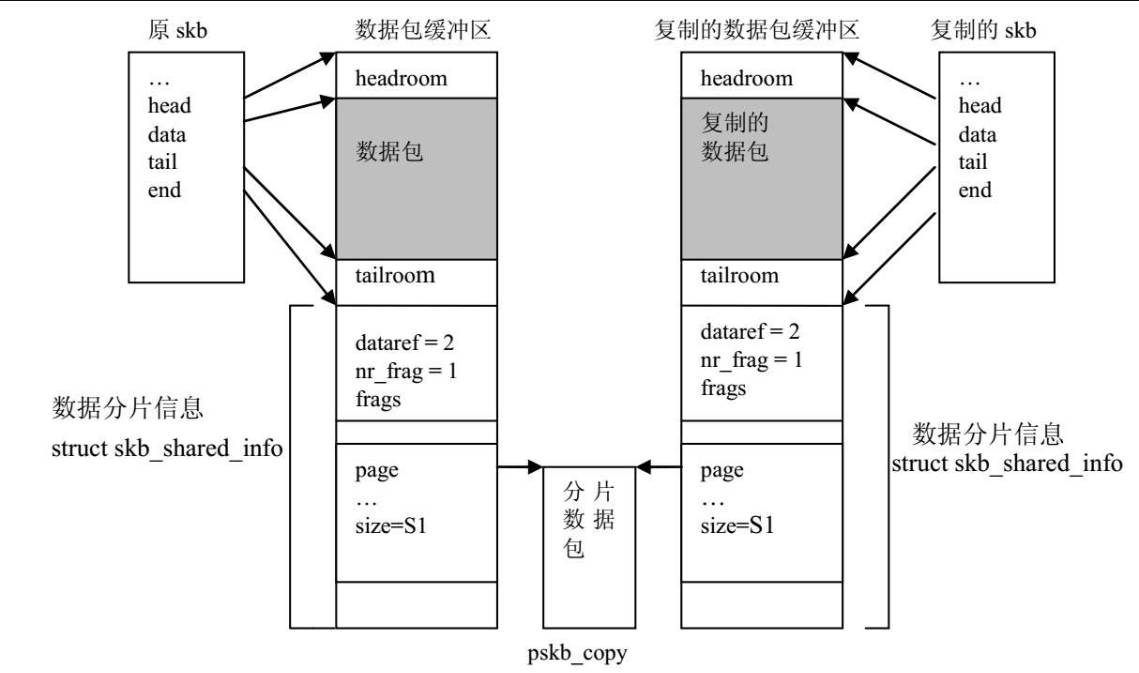 原 skb
数据包缓冲区
复制的数据包缓冲区
复制的 skb
…
head
data
tail
end
headroom
数据包
tailroom
dataref = 2
nr_frag = 1
frags
page
…
size=S1
数据分片信息
struct skb_shared_info
分 片
数 据
包
headroom
复制的
数据包
tailroom
dataref = 2
nr_frag = 1
frags
page
…
size=S1
…
head
data
tail
end
数据分片信息
struct skb_shared_info
pskb_copy